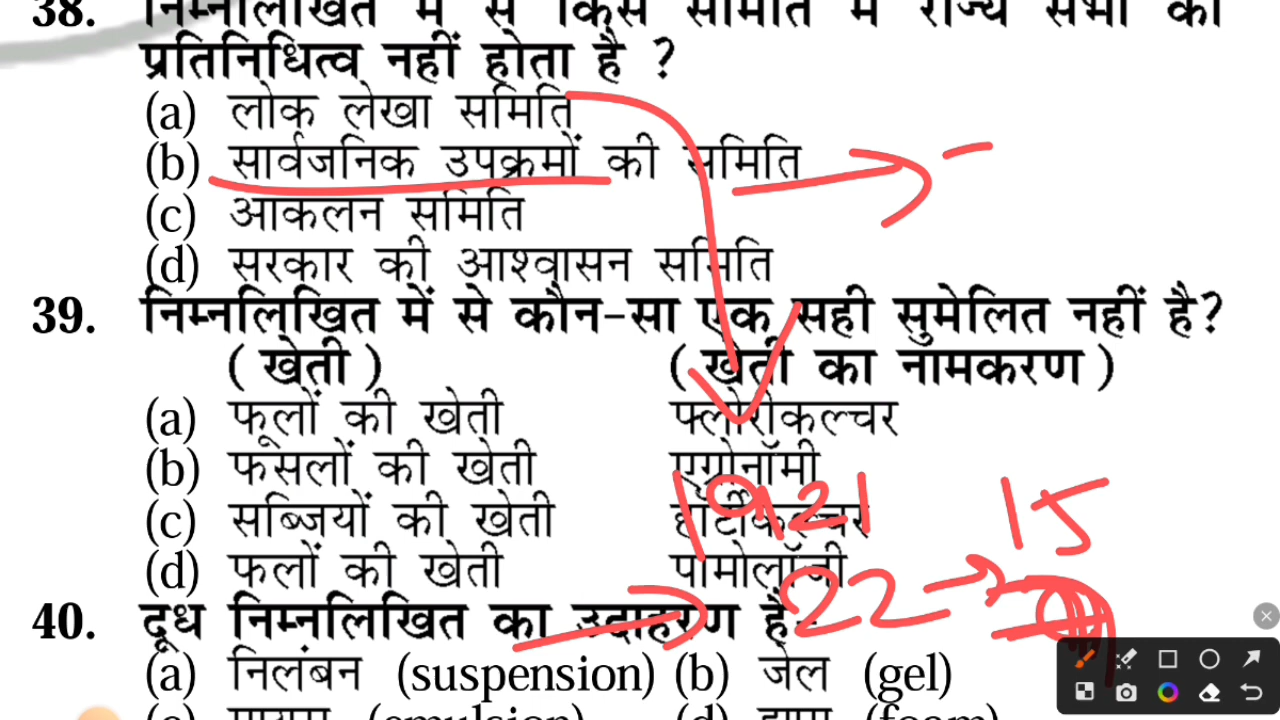 38. निम्नलिखित में से किस समिति में राज्य सभा का
प्रतिनिधित्व नहीं होता है ?
(a) लोक लेखा समिति
(b) सार्वजनिक उपक्रमों की समिति
(c) आकलन समिति
(d) सरकार की आश्वासन समिति
39. निम्नलिखित में से कौन-सा एक सही सुमेलित नहीं है?
( खेती ) ( खेती का नामकरण )
(a) फूलों की खेती फ्लोरीकल्चर
(b) फसलों की खेती एग्रोनॉमी
(c) सब्जियों की खेती हॉर्टीकल्चर
1921 15
(d) फलों की खेती पोमोलॉजी
22
40. दूध निम्नलिखित का उदाहरण है-
(a) निलंबन (suspension) (b) जेल (gel)
(emulsion) (d) झाग (foam)